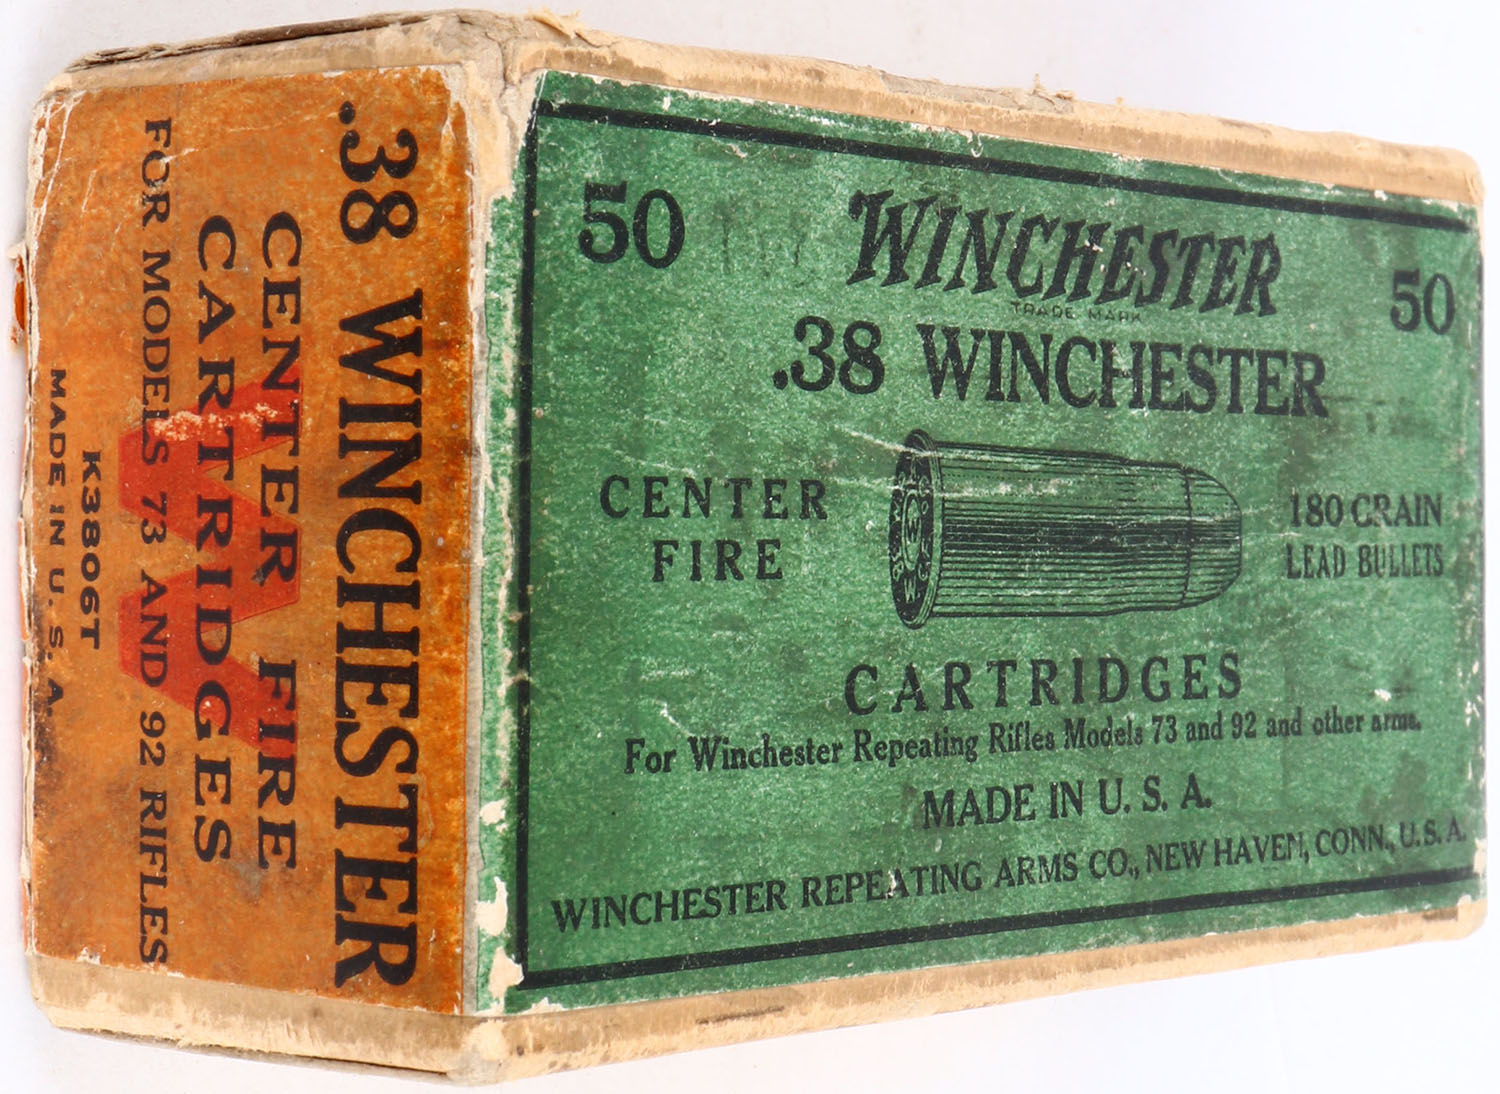 50
WINCHESTER
50
TRADE MARK
.38 WINCHESTER
CENTER
FIRE
180 GRAIN
LEAD BULLETS
CARTRIDGES
For Winchester Repeating Rifles Models 73 and 92 and other arms.
MADE IN U. S. A.
WINCHESTER REPEATING ARMS CO., NEW HAVEN, CONN., U. S. A.
.38 WINCHESTER
CENTER FIRE
CARTRIDGES
FOR MODELS 73 AND 92 RIFLES
K3806T
MADE IN U. S. A.
W